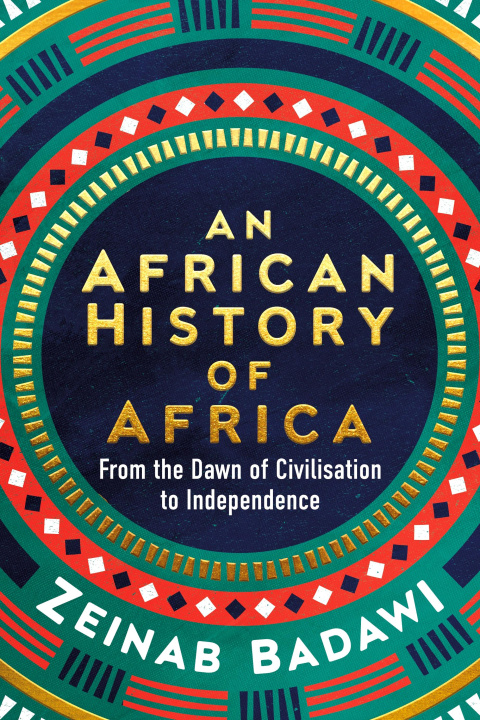 AN
AFRICAN
HISTORY
OF
AFRICA
From the Dawn of Civilisation
to Independence
ZEINAB BADAWI